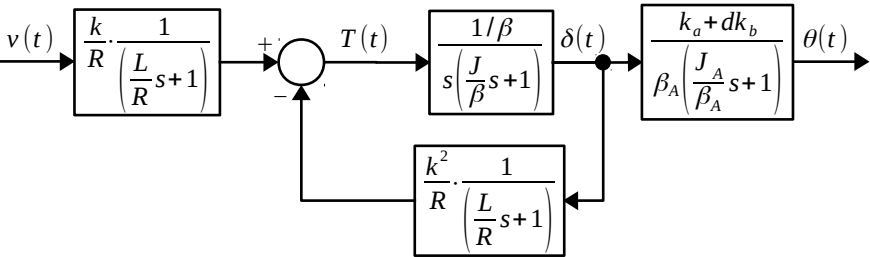 v(t)
k/R · 1/((L/R)s+1)
+
−
T(t)
(1/β)/(s((J/β)s+1))
δ(t)
(k_a+dk_b)/(β_A((J_A/β_A)s+1))
θ(t)
k²/R · 1/((L/R)s+1)